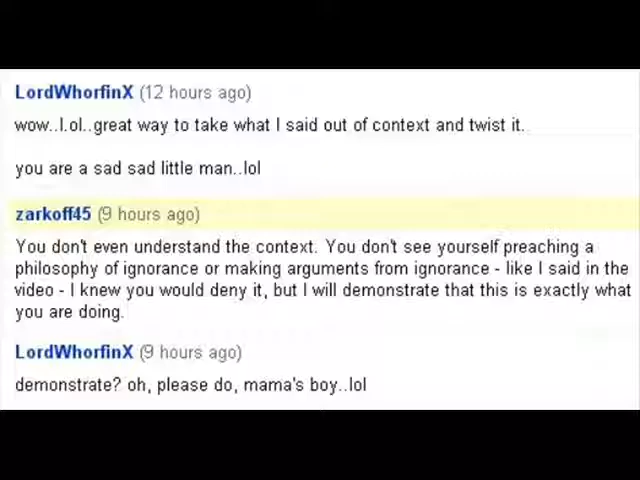 LordWhorfinX (12 hours ago)
wow..l.ol..great way to take what I said out of context and twist it.
you are a sad sad little man..lol
zarkoff45 (9 hours ago)
You don't even understand the context. You don't see yourself preaching a
philosophy of ignorance or making arguments from ignorance - like I said in the
video - I knew you would deny it, but I will demonstrate that this is exactly what
you are doing.
LordWhorfinX (9 hours ago)
demonstrate? oh, please do, mama's boy..lol